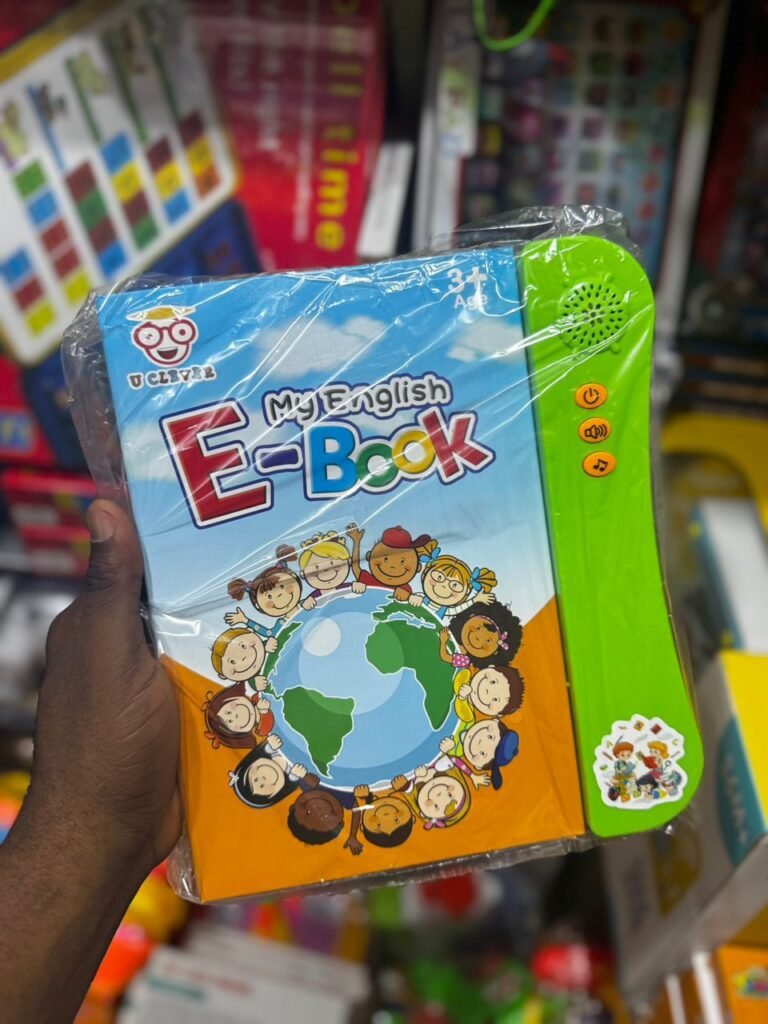 3+
Age
U CLEVER
My English
E-Book
time